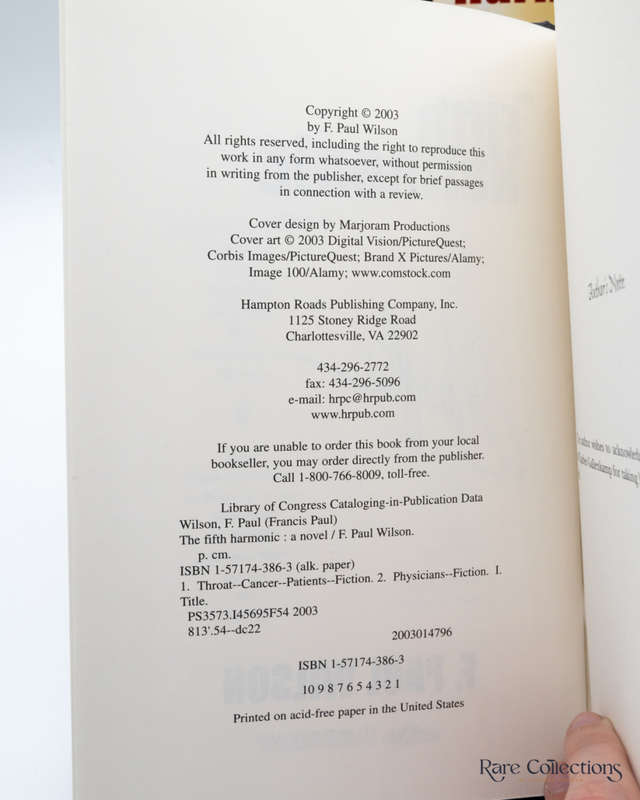 Copyright © 2003
by F. Paul Wilson
All rights reserved, including the right to reproduce this
work in any form whatsoever, without permission
in writing from the publisher, except for brief passages
in connection with a review.
Cover design by Marjoram Productions
Cover art © 2003 Digital Vision/PictureQuest;
Corbis Images/PictureQuest; Brand X Pictures/Alamy;
Image 100/Alamy; www.comstock.com
Hampton Roads Publishing Company, Inc.
1125 Stoney Ridge Road
Charlottesville, VA 22902
434-296-2772
fax: 434-296-5096
e-mail: hrpc@hrpub.com
www.hrpub.com
If you are unable to order this book from your local
bookseller, you may order directly from the publisher.
Call 1-800-766-8009, toll-free.
Library of Congress Cataloging-in-Publication Data
Wilson, F. Paul (Francis Paul)
The fifth harmonic : a novel / F. Paul Wilson.
p. cm.
ISBN 1-57174-386-3 (alk. paper)
1. Throat--Cancer--Patients--Fiction. 2. Physicians--Fiction. I.
Title.
PS3573.I45695F54 2003
813'.54--dc22
2003014796
ISBN 1-57174-386-3
10 9 8 7 6 5 4 3 2 1
Printed on acid-free paper in the United States
Author's Note
author wishes to acknowledge
for taking
Rare Collections